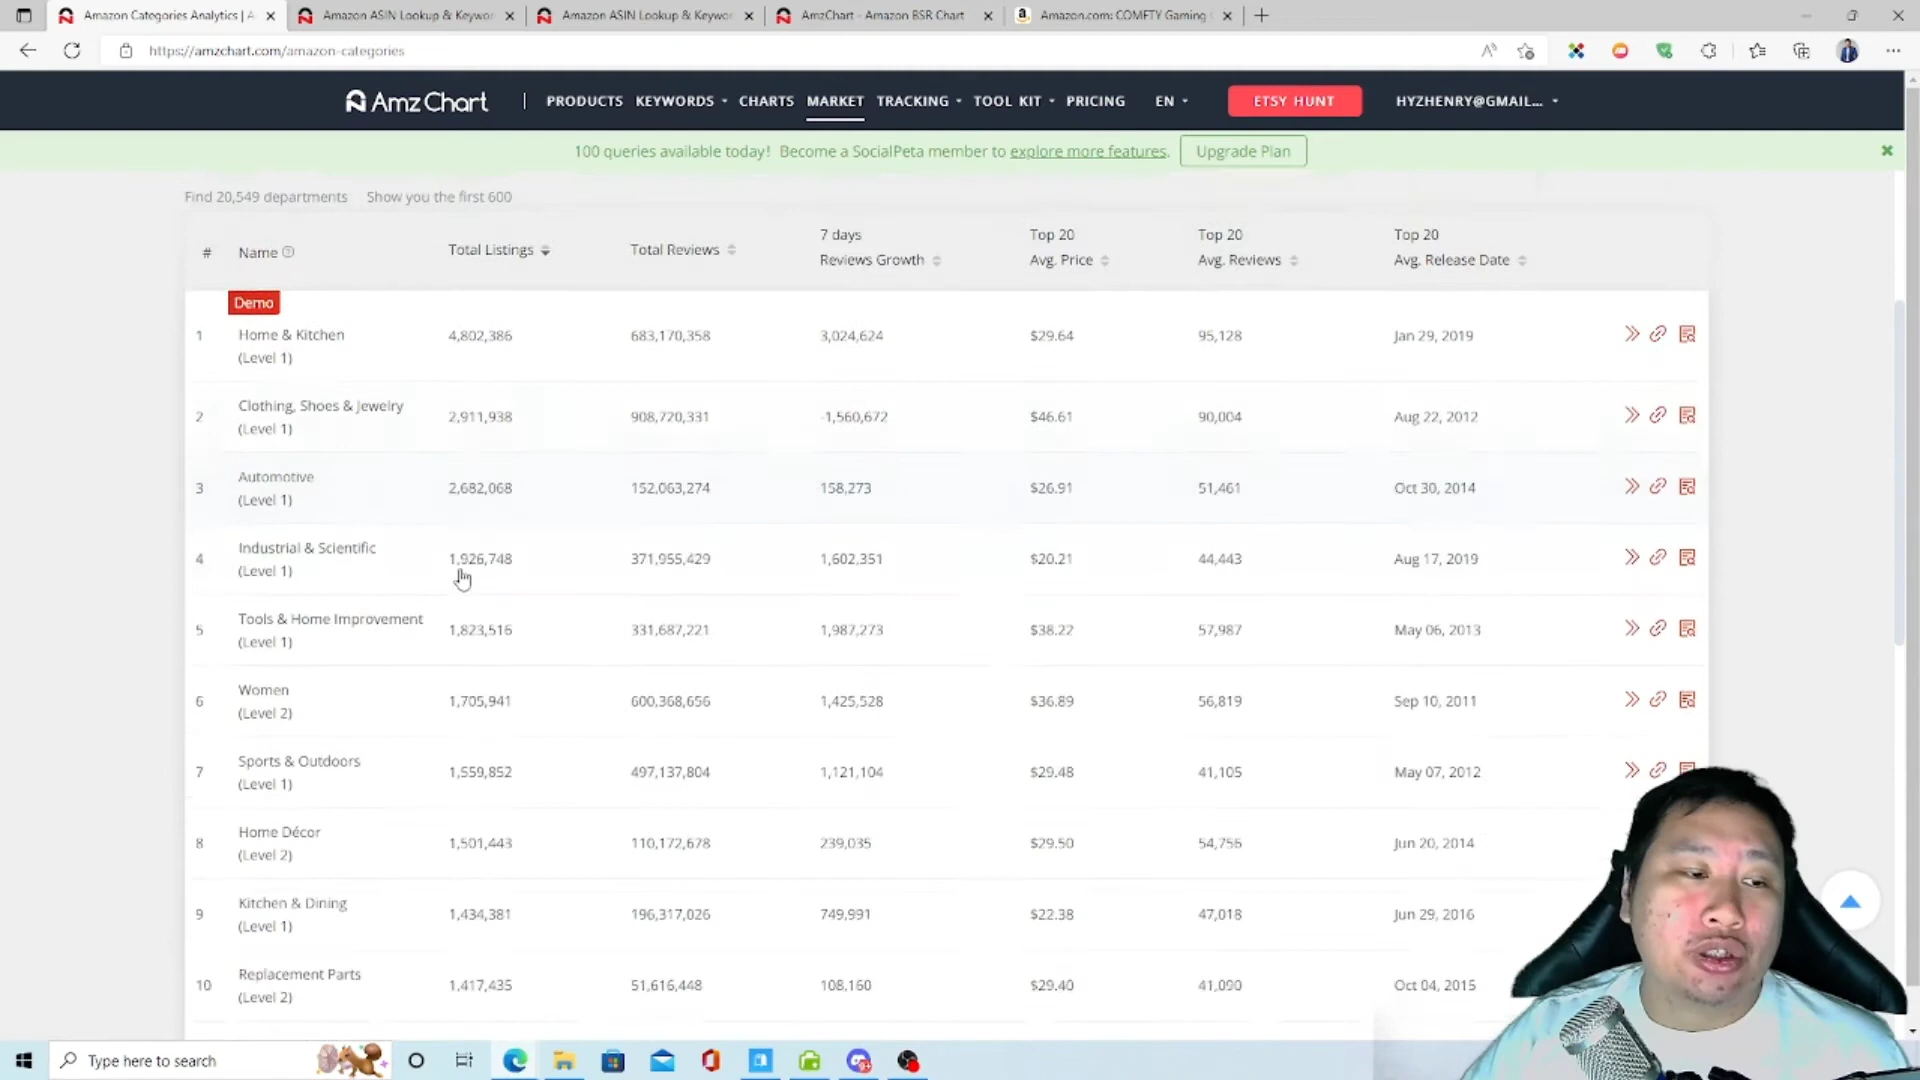 Amazon Categories Analytics | A
Amazon ASIN Lookup & Keywor
Amazon ASIN Lookup & Keywor
AmzChart - Amazon BSR Chart
Amazon.com: COMFTY Gaming
https://amzchart.com/amazon-categories
AmzChart | PRODUCTS KEYWORDS CHARTS MARKET TRACKING TOOL KIT PRICING EN ETSY HUNT HYZHENRY@GMAIL...
100 queries available today! Become a SocialPeta member to explore more features. Upgrade Plan
Find 20,549 departments Show you the first 600
# Name Total Listings Total Reviews 7 days Reviews Growth Top 20 Avg. Price Top 20 Avg. Reviews Top 20 Avg. Release Date
Demo
1 Home & Kitchen (Level 1) 4,802,386 683,170,358 3,024,624 $29.64 95,128 Jan 29, 2019
2 Clothing, Shoes & Jewelry (Level 1) 2,911,938 908,720,331 -1,560,672 $46.61 90,004 Aug 22, 2012
3 Automotive (Level 1) 2,682,068 152,063,274 158,273 $26.91 51,461 Oct 30, 2014
4 Industrial & Scientific (Level 1) 1,926,748 371,955,429 1,602,351 $20.21 44,443 Aug 17, 2019
5 Tools & Home Improvement (Level 1) 1,823,516 331,687,221 1,987,273 $38.22 57,987 May 06, 2013
6 Women (Level 2) 1,705,941 600,368,656 1,425,528 $36.89 56,819 Sep 10, 2011
7 Sports & Outdoors (Level 1) 1,559,852 497,137,804 1,121,104 $29.48 41,105 May 07, 2012
8 Home Décor (Level 2) 1,501,443 110,172,678 239,035 $29.50 54,756 Jun 20, 2014
9 Kitchen & Dining (Level 1) 1,434,381 196,317,026 749,991 $22.38 47,018 Jun 29, 2016
10 Replacement Parts (Level 2) 1,417,435 51,616,448 108,160 $29.40 41,090 Oct 04, 2015
Type here to search